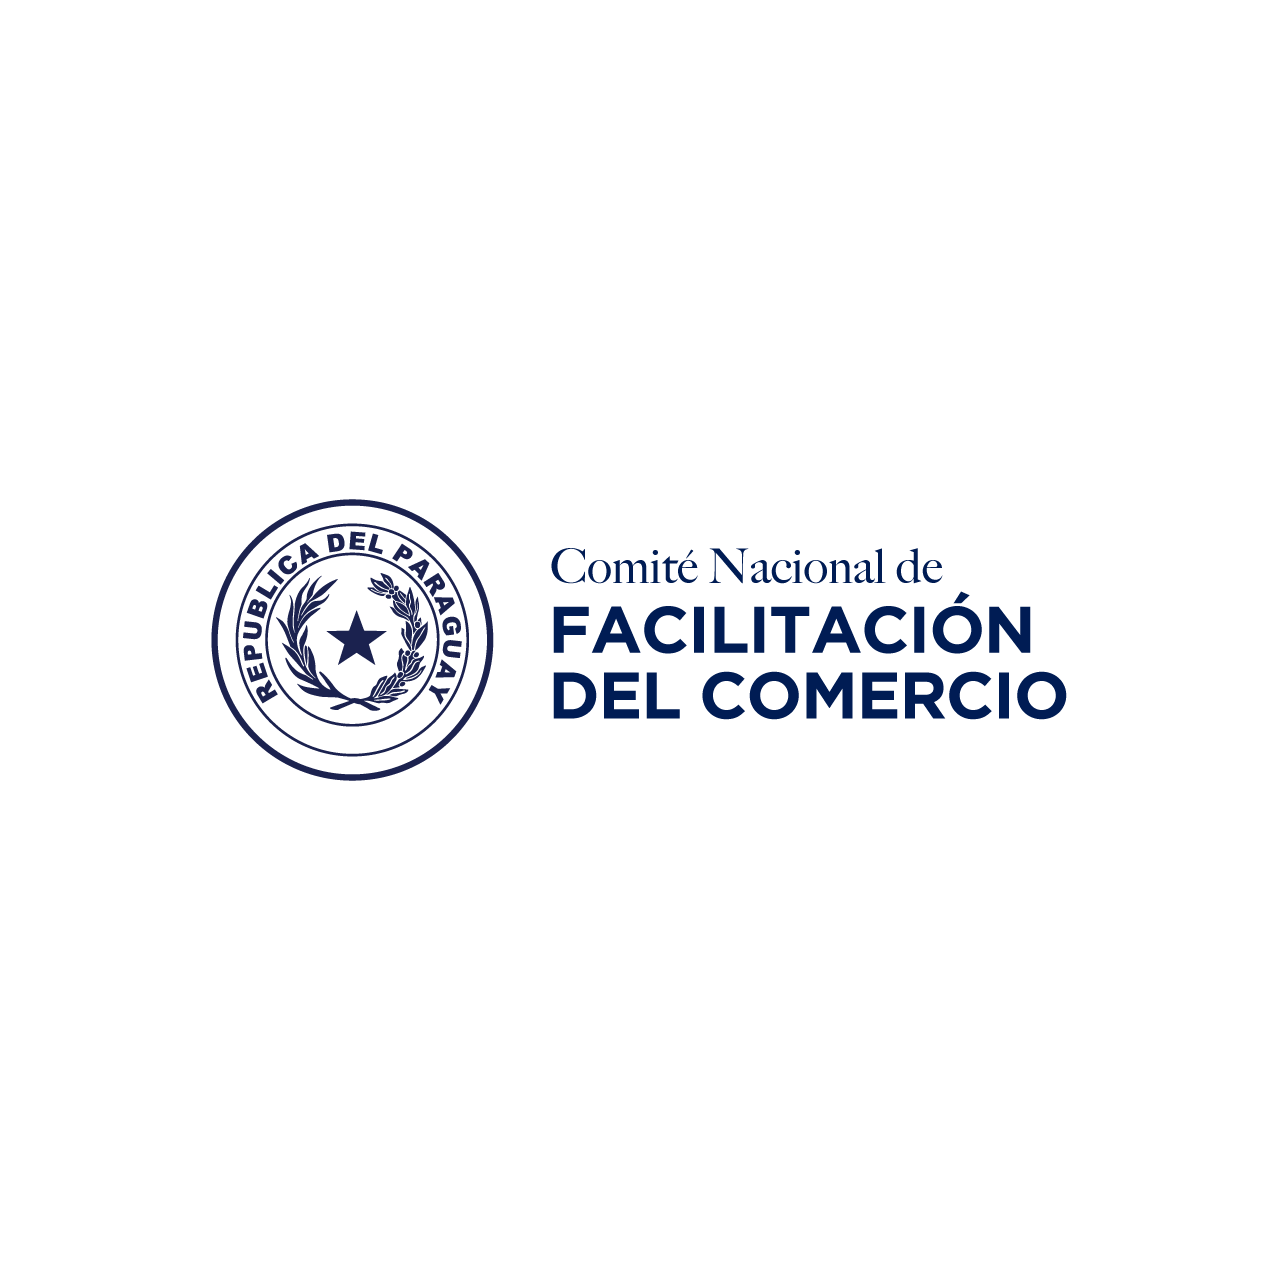 REPUBLICA DEL PARAGUAY
Comité Nacional de
FACILITACIÓN
DEL COMERCIO